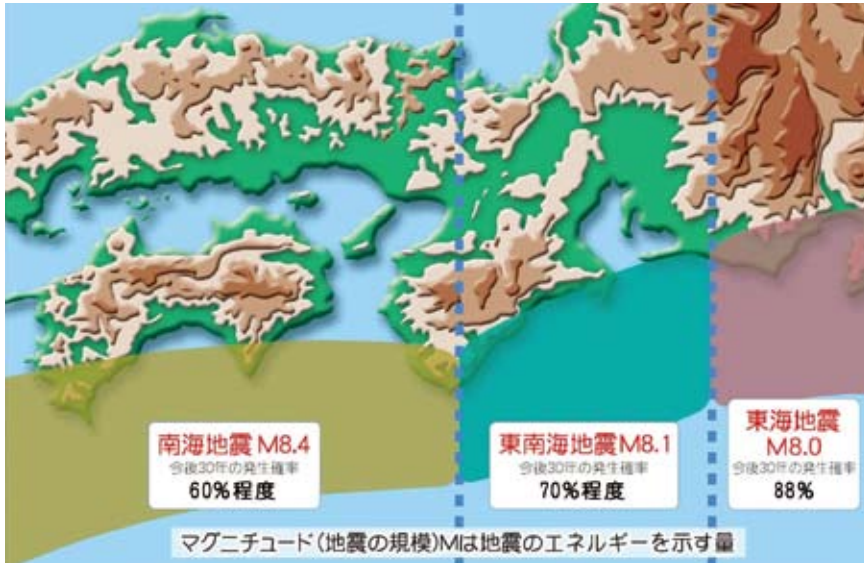 南海地震 M8.4
今後30年の発生確率
60%程度
東南海地震M8.1
今後30年の発生確率
70%程度
東海地震
M8.0
今後30年の発生確率
88%
マグニチュード(地震の規模)Mは地震のエネルギーを示す量